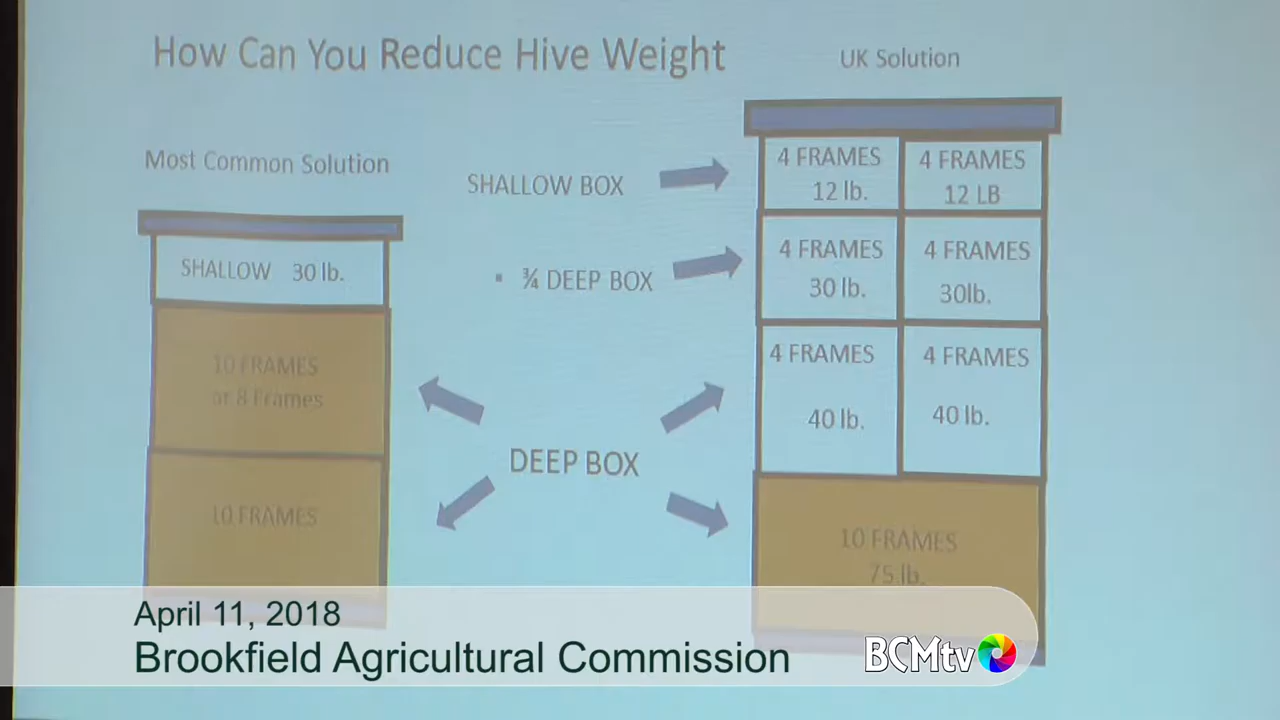 How Can You Reduce Hive Weight
UK Solution
Most Common Solution
SHALLOW 30 lb.
10 FRAMES
or 8 Frames
10 FRAMES
SHALLOW BOX
▪ ¾ DEEP BOX
DEEP BOX
4 FRAMES
12 lb.
4 FRAMES
12 LB
4 FRAMES
30 lb.
4 FRAMES
30lb.
4 FRAMES
40 lb.
4 FRAMES
40 lb.
10 FRAMES
75 lb.
April 11, 2018
Brookfield Agricultural Commission
BCMtv